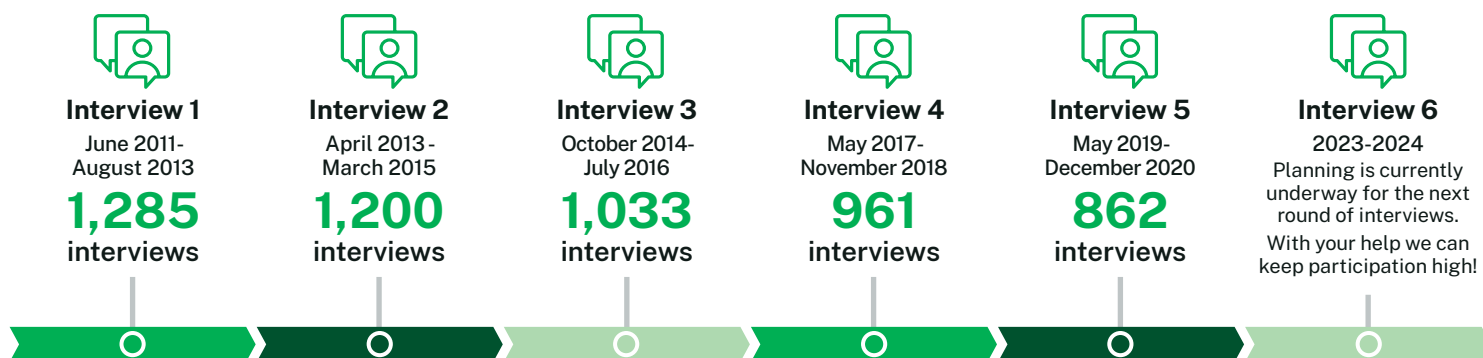 Interview 1
June 2011-
August 2013
1,285
interviews
Interview 2
April 2013 -
March 2015
1,200
interviews
Interview 3
October 2014-
July 2016
1,033
interviews
Interview 4
May 2017-
November 2018
961
interviews
Interview 5
May 2019-
December 2020
862
interviews
Interview 6
2023-2024
Planning is currently
underway for the next
round of interviews.
With your help we can
keep participation high!